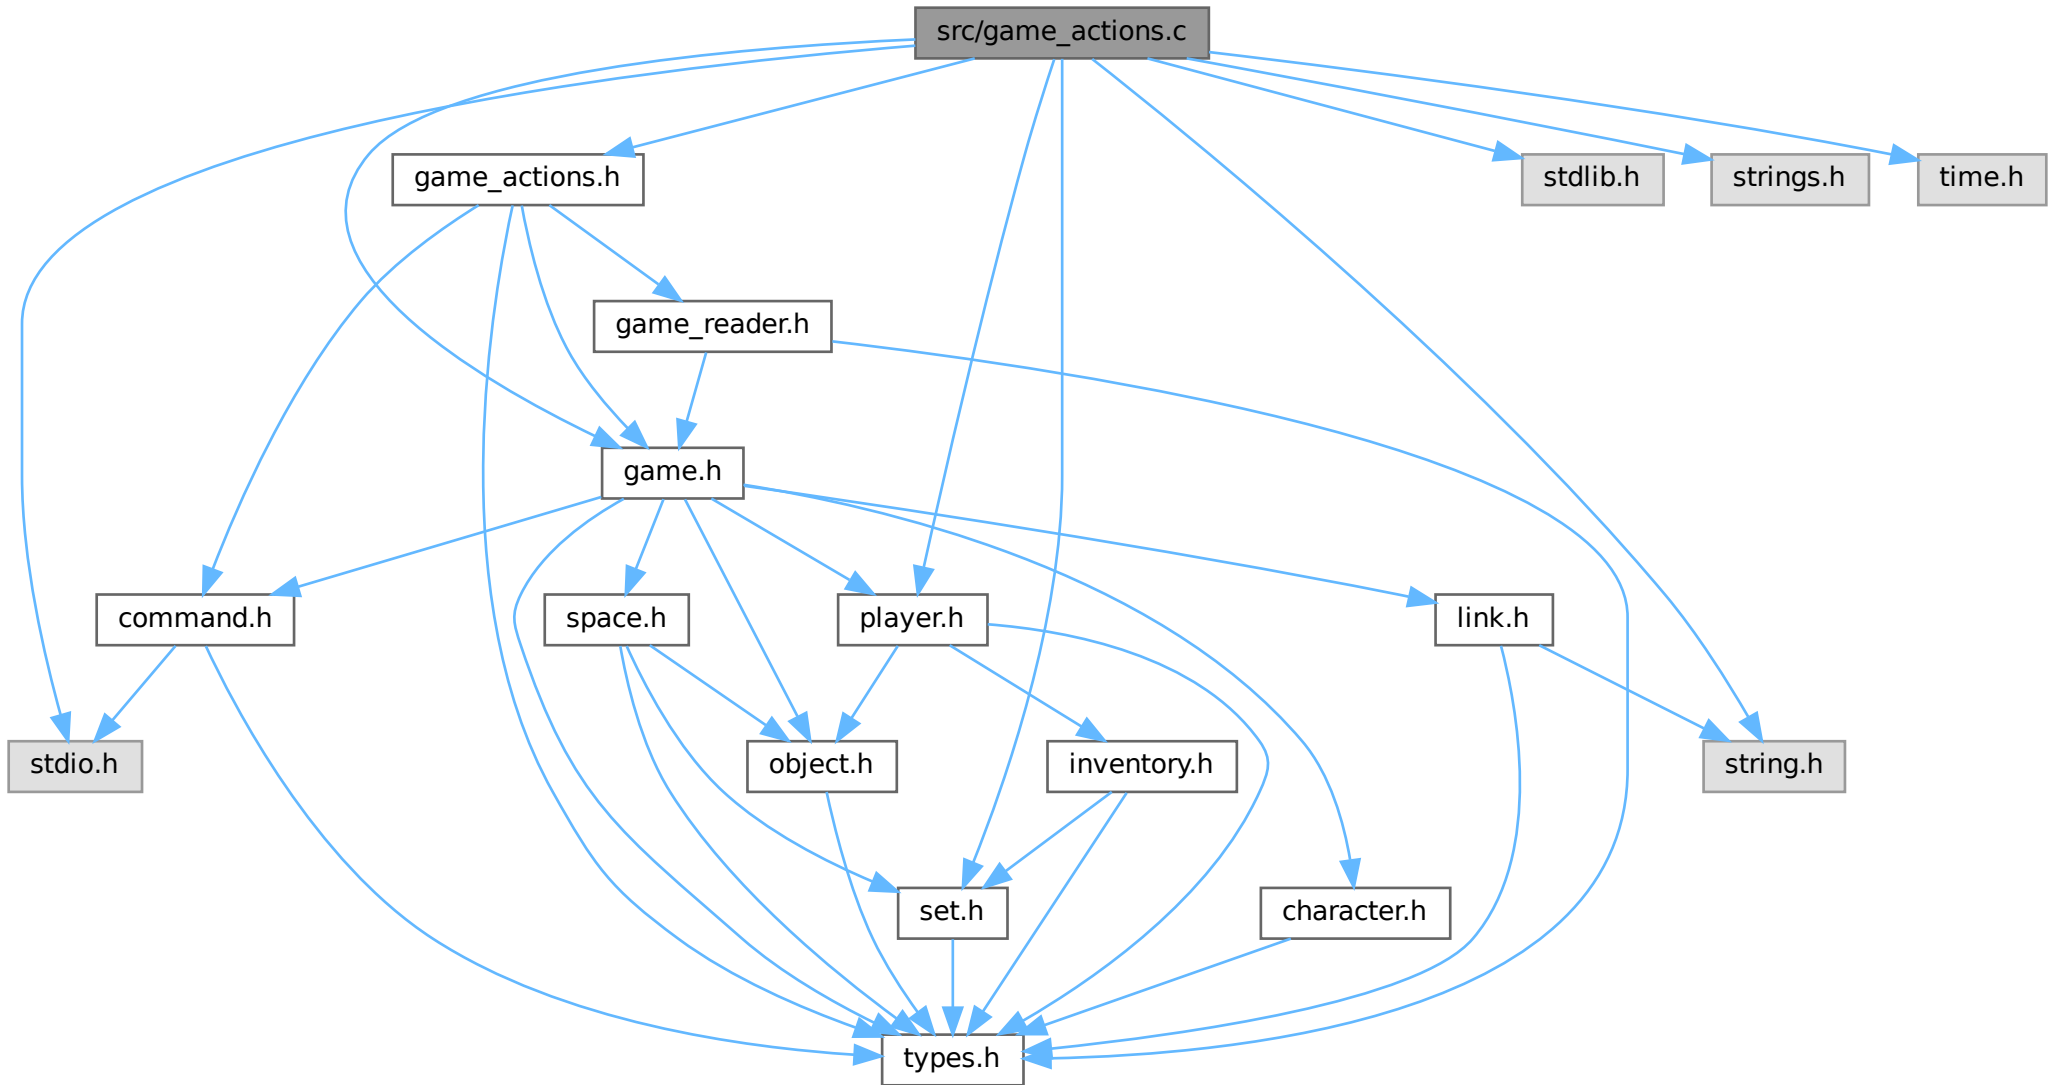 src/game_actions.c
game_actions.h
stdlib.h
strings.h
time.h
game_reader.h
game.h
command.h
space.h
player.h
link.h
stdio.h
object.h
inventory.h
string.h
set.h
character.h
types.h